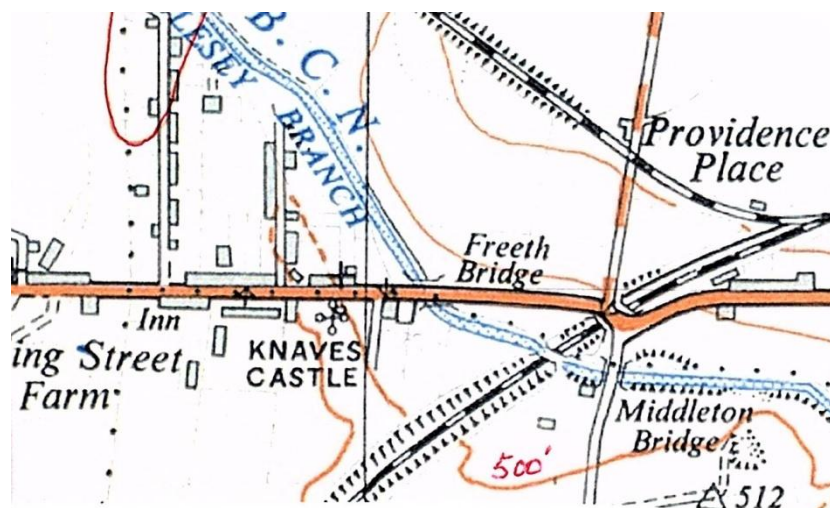 B. C. N.
LESEY
BRANCH
Providence
Place
Freeth
Bridge
Inn
KNAVES
CASTLE
ing Street
Farm
Middleton
Bridge
500'
512